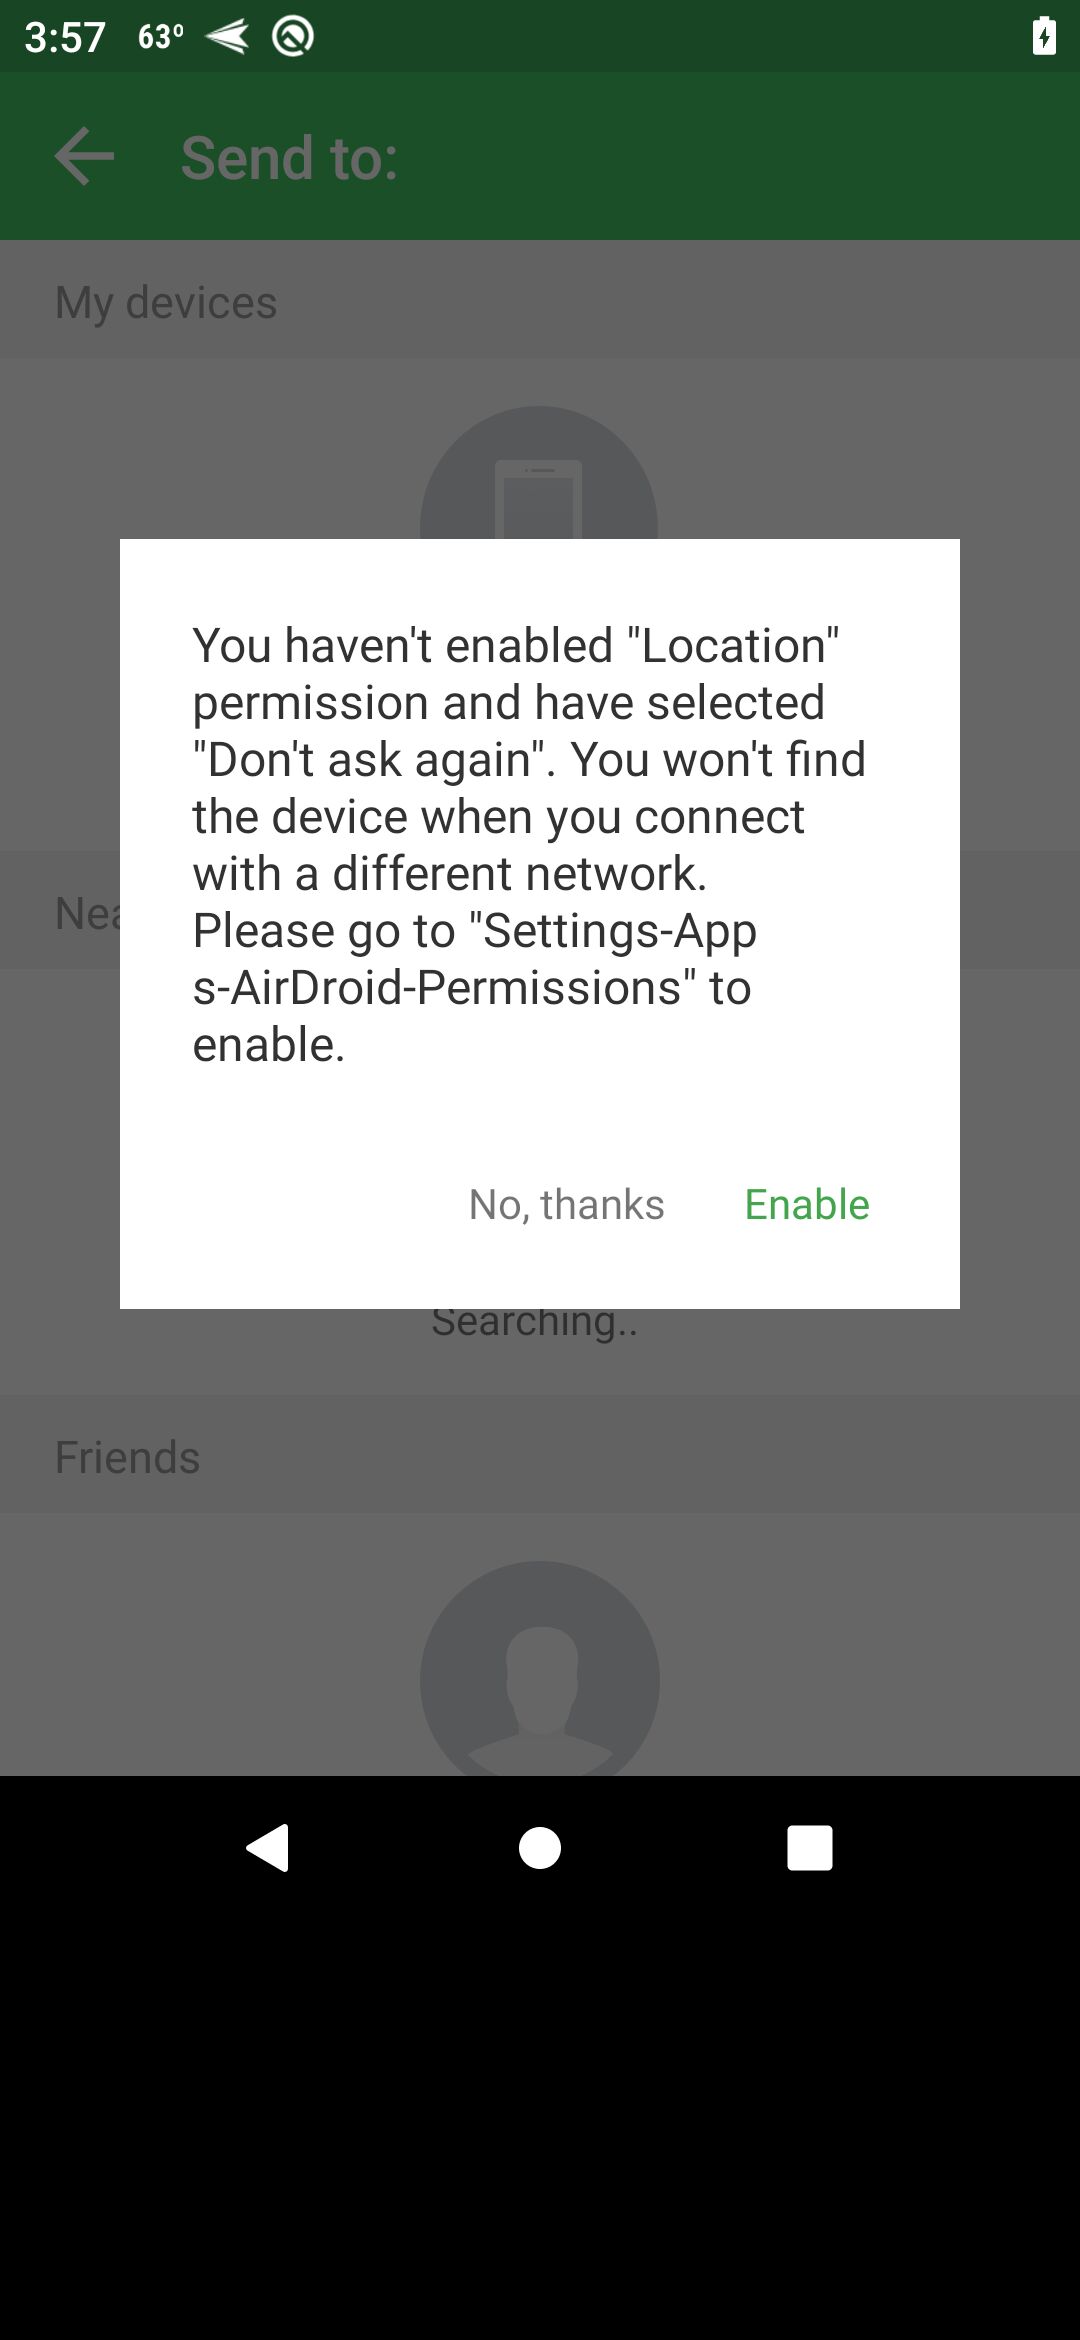 3:57 63°
Send to:
My devices
You haven't enabled "Location"
permission and have selected
"Don't ask again". You won't find
the device when you connect
with a different network.
Please go to "Settings-App
s-AirDroid-Permissions" to
enable.
No, thanks Enable
Searching..
Friends